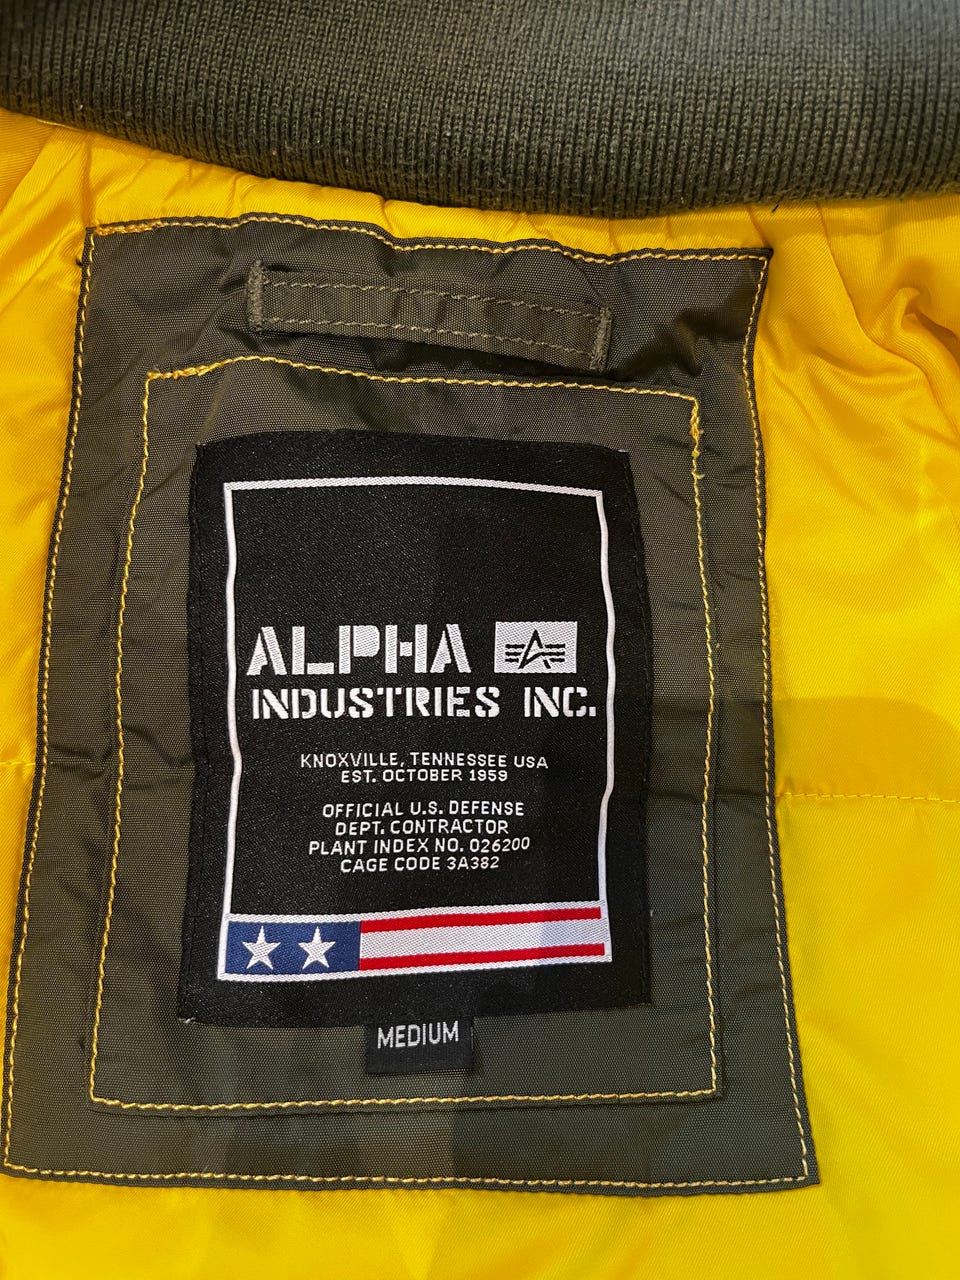 ALPHA
INDUSTRIES INC.
KNOXVILLE, TENNESSEE USA
EST. OCTOBER 1959
OFFICIAL U.S. DEFENSE
DEPT. CONTRACTOR
PLANT INDEX NO. 026200
CAGE CODE 3A382
MEDIUM